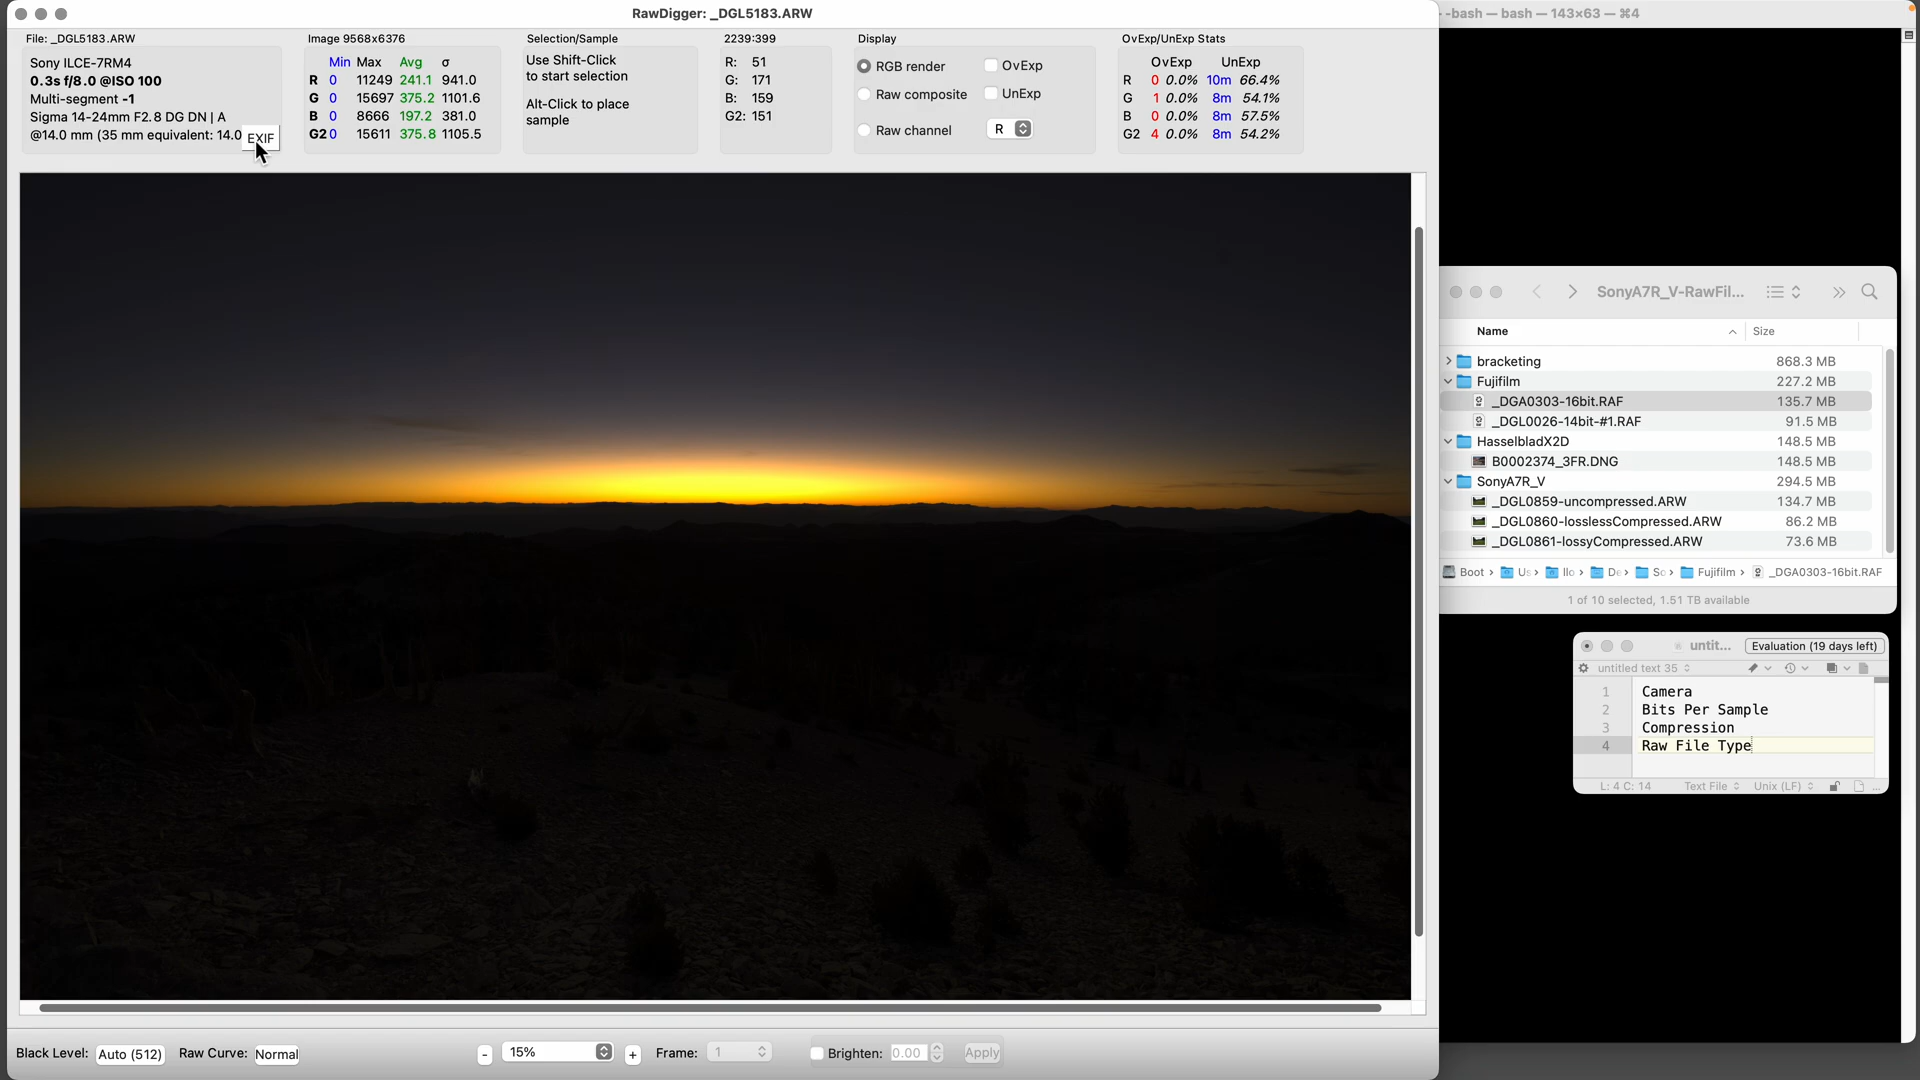 RawDigger: _DGL5183.ARW
-bash — bash — 143×63 — ⌘4
File: _DGL5183.ARW
Sony ILCE-7RM4
0.3s f/8.0 @ISO 100
Multi-segment -1
Sigma 14-24mm F2.8 DG DN | A
@14.0 mm (35 mm equivalent: 14.0
EXIF
Image 9568x6376
Min Max Avg σ
R 0 11249 241.1 941.0
G 0 15697 375.2 1101.6
B 0 8666 197.2 381.0
G2 0 15611 375.8 1105.5
Selection/Sample
Use Shift-Click
to start selection
Alt-Click to place
sample
2239:399
R: 51
G: 171
B: 159
G2: 151
Display
RGB render
OvExp
Raw composite
UnExp
Raw channel
R
OvExp/UnExp Stats
OvExp UnExp
R 0 0.0% 10m 66.4%
G 1 0.0% 8m 54.1%
B 0 0.0% 8m 57.5%
G2 4 0.0% 8m 54.2%
SonyA7R_V-RawFil...
Name Size
bracketing 868.3 MB
Fujifilm 227.2 MB
_DGA0303-16bit.RAF 135.7 MB
_DGL0026-14bit-#1.RAF 91.5 MB
HasselbladX2D 148.5 MB
B0002374_3FR.DNG 148.5 MB
SonyA7R_V 294.5 MB
_DGL0859-uncompressed.ARW 134.7 MB
_DGL0860-losslessCompressed.ARW 86.2 MB
_DGL0861-lossyCompressed.ARW 73.6 MB
Boot › Us › llo › De › So › Fujifilm › _DGA0303-16bit.RAF
1 of 10 selected, 1.51 TB available
untit...
Evaluation (19 days left)
untitled text 35
1 Camera
2 Bits Per Sample
3 Compression
4 Raw File Type
L: 4 C: 14 Text File Unix (LF) ...
Black Level: Auto (512) Raw Curve: Normal - 15% + Frame: 1 Brighten: 0.00 Apply